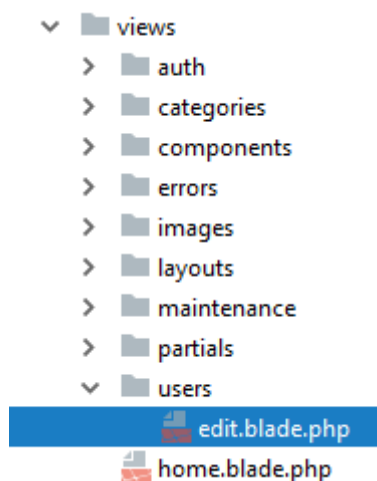 views
auth
categories
components
errors
images
layouts
maintenance
partials
users
edit.blade.php
home.blade.php